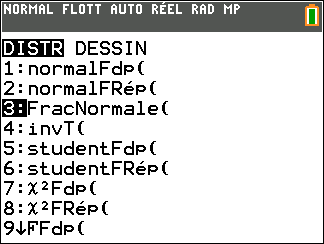 NORMAL FLOTT AUTO RÉEL RAD MP
DISTR DESSIN
1:normalFdp(
2:normalFRép(
3:FracNormale(
4:invT(
5:studentFdp(
6:studentFRép(
7:χ²Fdp(
8:χ²FRép(
9↓FFdp(